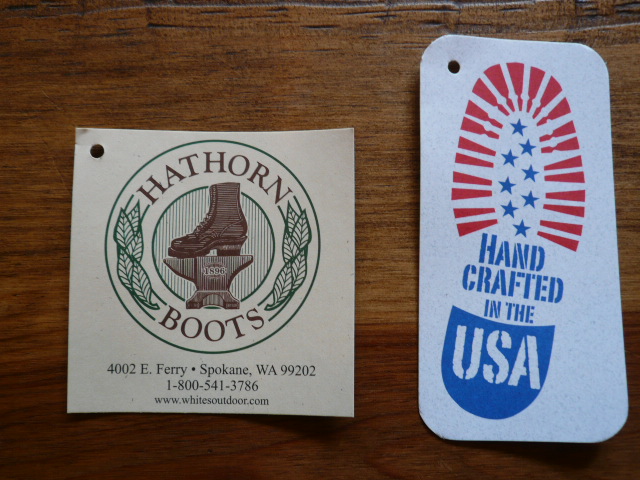 HATHORN
1896
BOOTS
4002 E. Ferry • Spokane, WA 99202
1-800-541-3786
www.whitesoutdoor.com
HAND
CRAFTED
IN THE
USA